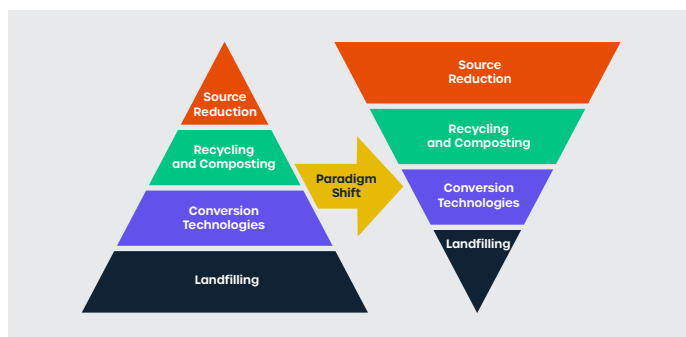 Source
Reduction
Recycling
and Composting
Conversion
Technologies
Landfilling
Paradigm
Shift
Source
Reduction
Recycling
and Composting
Conversion
Technologies
Landfilling